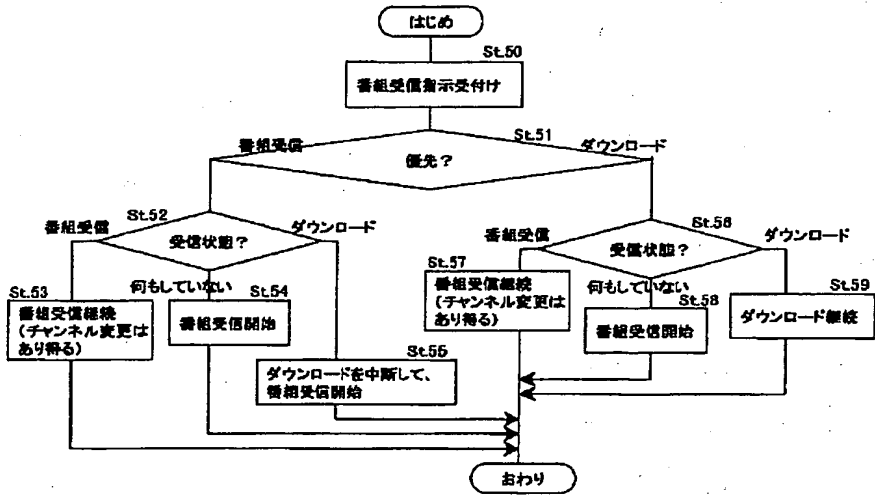 はじめ
St.50
番組受信指示受付け
St.51
番組受信
優先？
ダウンロード
St.52
番組受信
受信状態？
ダウンロード
St.56
番組受信
受信状態？
ダウンロード
St.53
番組受信継続
（チャンネル変更は
あり得る）
何もしていない
St.54
番組受信開始
St.55
ダウンロードを中断して、
番組受信開始
St.57
番組受信継続
（チャンネル変更は
あり得る）
何もしていない
St.58
番組受信開始
St.59
ダウンロード継続
おわり